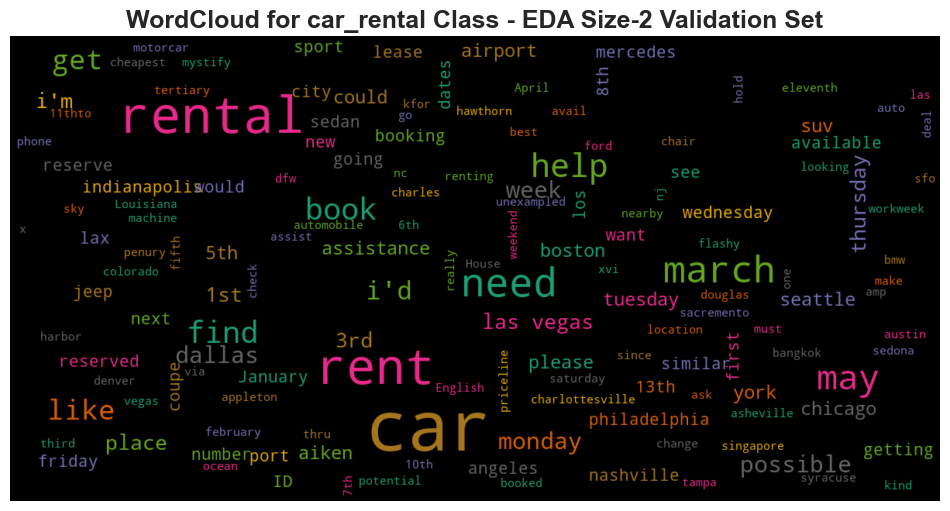 WordCloud for car_rental Class - EDA Size-2 Validation Set
motorcar sport lease airport mercedes
get cheapest mystify dates 8th hold
tertiary city could April eleventh las
i'm 11thto rental kfor hawthorn avail auto
go sedan booking best suv deal
phone new ford chair available
reserve going nc help see looking sfo
indianapolis would dfw charles renting week los nj thursday
sky Louisiana book unexampled nearby wednesday workweek
x machine automobile 6th weekend want flashy
lax assist assistance boston
penury fifth 5th really House march one bmw
colorado check need xvi make
jeep 1st i'd tuesday douglas seattle amp
next las vegas sacremento
harbor find 3rd location must austin
reserved dallas rent priceline please since similar first bangkok sedona
denver via January saturday 13th ask york may
vegas coupe appleton English charlottesville
like car philadelphia asheville chicago
third february thru monday change singapore getting
place number port aiken
friday ocean 10th angeles possible
ID 7th potential booked nashville tampa syracuse kind